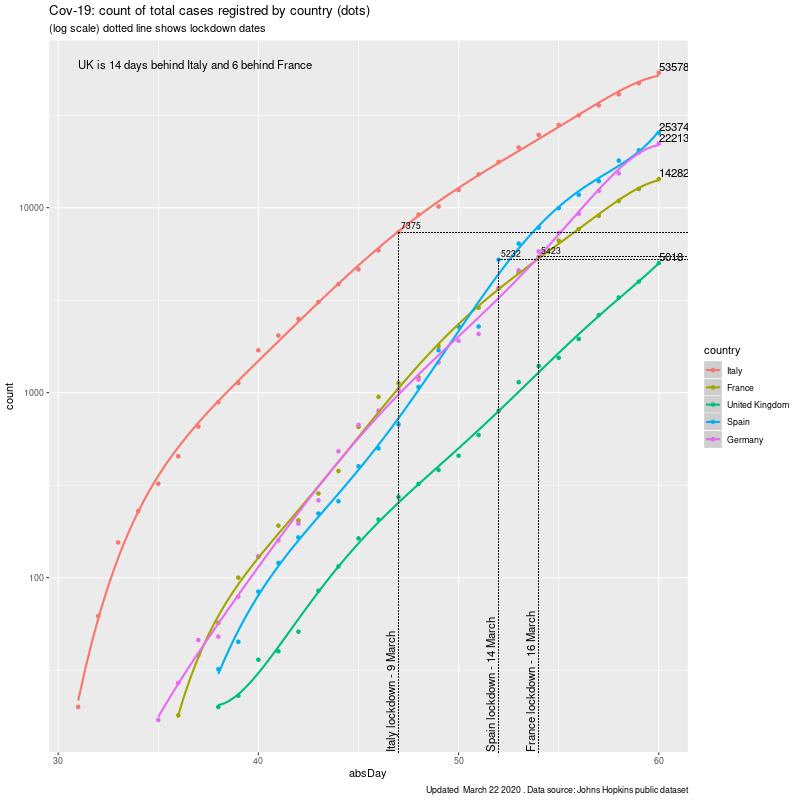 Cov-19: count of total cases registred by country (dots)
(log scale) dotted line shows lockdown dates
UK is 14 days behind Italy and 6 behind France
53578
25374
22213
14282
10000
7375
5232
5423
5018
1000
100
count
Italy lockdown - 9 March
Spain lockdown - 14 March
France lockdown - 16 March
30
40
50
60
absDay
country
Italy
France
United Kingdom
Spain
Germany
Updated March 22 2020 . Data source: Johns Hopkins public dataset